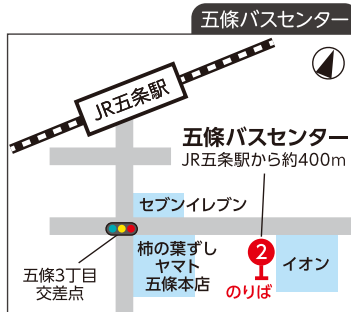 五條バスセンター
JR五条駅
五條バスセンター
JR五条駅から約400m
セブンイレブン
五條3丁目
交差点
柿の葉ずし
ヤマト
五條本店
2
のりば
イオン